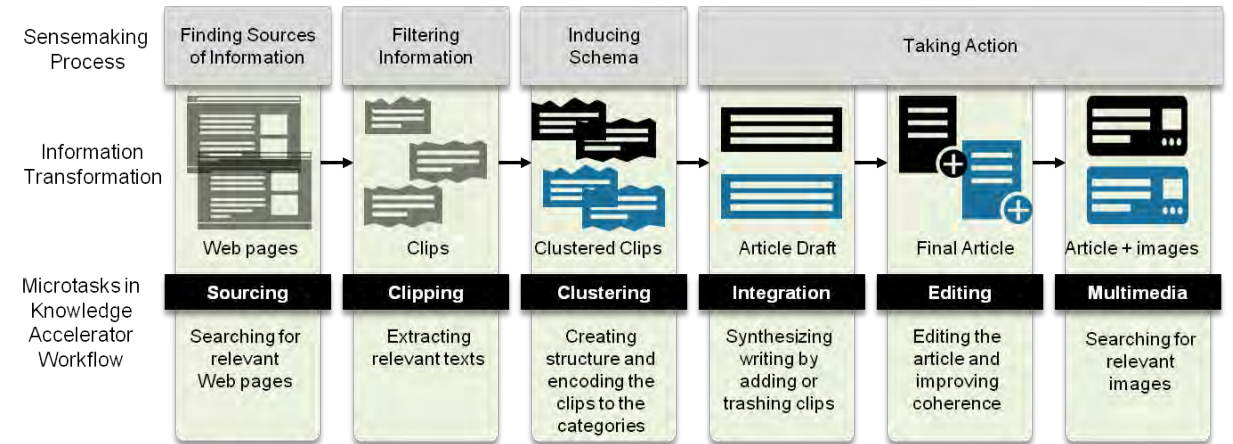 Sensemaking
Process
Finding Sources
of Information
Filtering
Information
Inducing
Schema
Taking Action
Information
Transformation
Web pages
Clips
Clustered Clips
Article Draft
Final Article
Article + images
Microtasks in
Knowledge
Accelerator
Workflow
Sourcing
Clipping
Clustering
Integration
Editing
Multimedia
Searching for
relevant
Web pages
Extracting
relevant texts
Creating
structure and
encoding the
clips to the
categories
Synthesizing
writing by
adding or
trashing clips
Editing the
article and
improving
coherence
Searching for
relevant
images